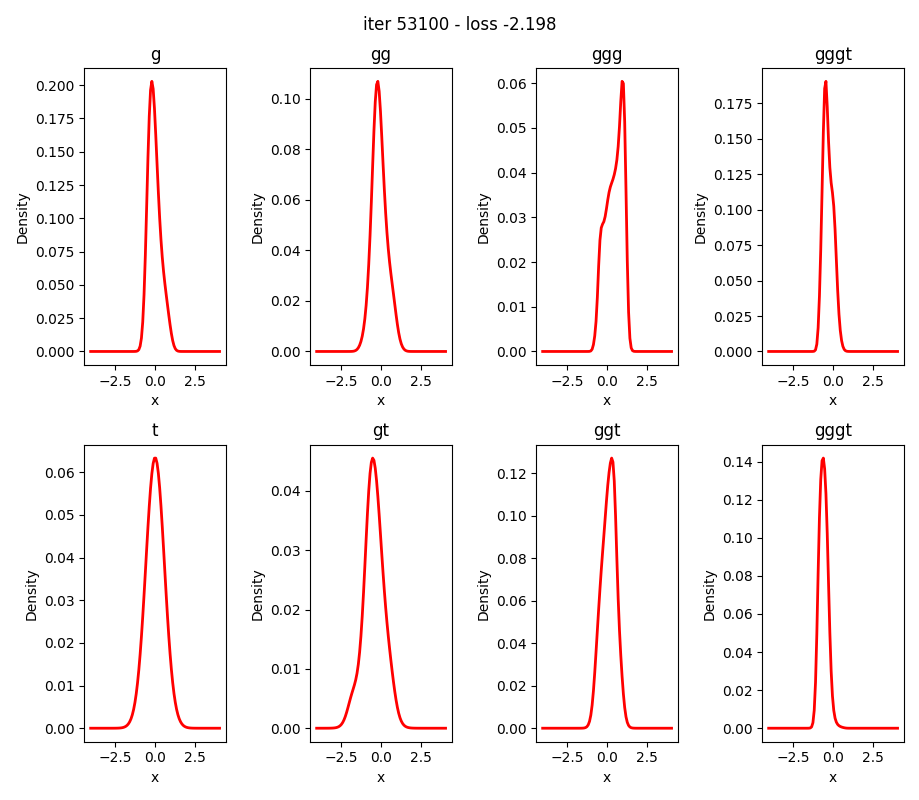 iter 53100 - loss -2.198
g gg ggg gggt
0.200 0.175 0.150 0.125 0.100 0.075 0.050 0.025 0.000
Density
−2.5 0.0 2.5
x
0.10 0.08 0.06 0.04 0.02 0.00
Density
−2.5 0.0 2.5
x
0.06 0.05 0.04 0.03 0.02 0.01 0.00
Density
−2.5 0.0 2.5
x
0.175 0.150 0.125 0.100 0.075 0.050 0.025 0.000
Density
−2.5 0.0 2.5
x
t gt ggt gggt
0.06 0.05 0.04 0.03 0.02 0.01 0.00
Density
−2.5 0.0 2.5
x
0.04 0.03 0.02 0.01 0.00
Density
−2.5 0.0 2.5
x
0.12 0.10 0.08 0.06 0.04 0.02 0.00
Density
−2.5 0.0 2.5
x
0.14 0.12 0.10 0.08 0.06 0.04 0.02 0.00
Density
−2.5 0.0 2.5
x